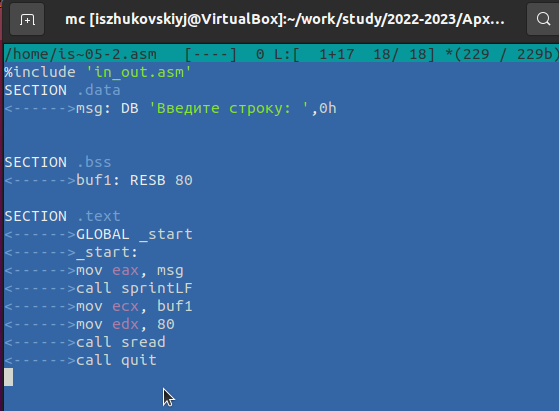 mc [iszhukovskiyj@VirtualBox]:~/work/study/2022-2023/Арх...
/home/is~05-2.asm   [----]  0 L:[  1+17  18/ 18] *(229 / 229b)
%include 'in_out.asm'
SECTION .data
<------>msg: DB 'Введите строку: ',0h
SECTION .bss
<------>buf1: RESB 80
SECTION .text
<------>GLOBAL _start
<------>_start:
<------>mov eax, msg
<------>call sprintLF
<------>mov ecx, buf1
<------>mov edx, 80
<------>call sread
<------>call quit